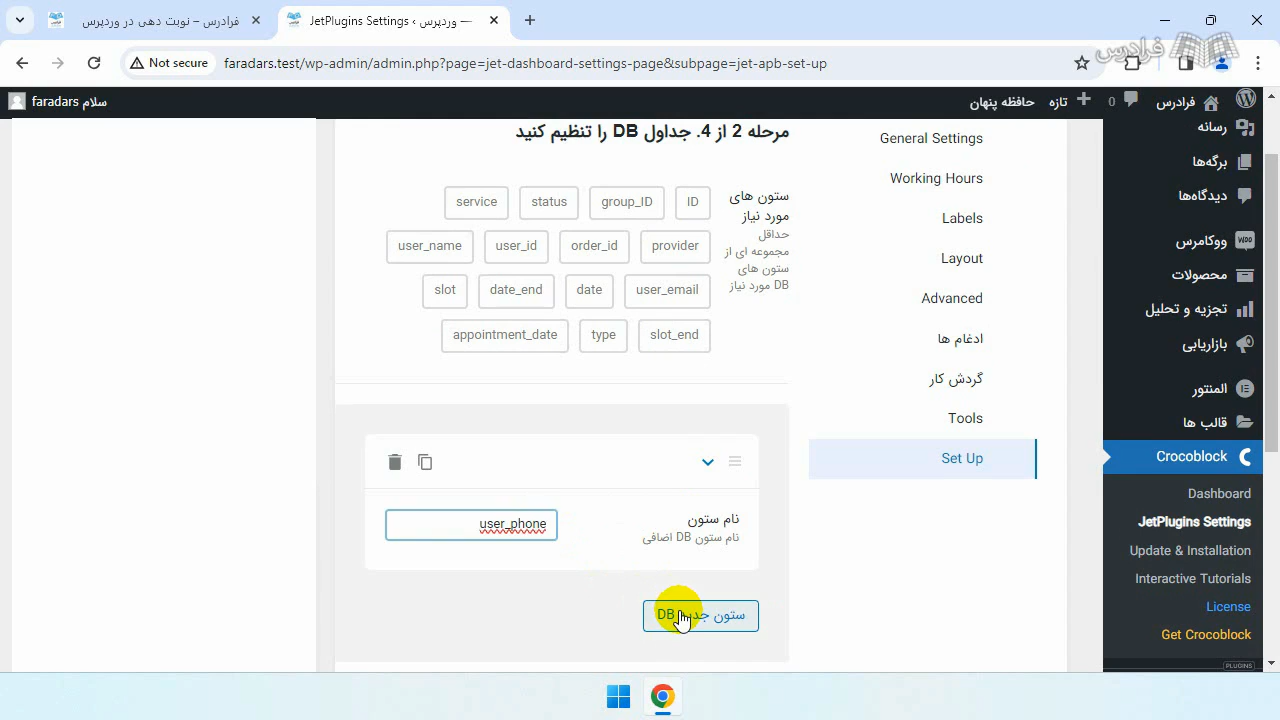 فرادرس – نوبت دهی در وردپرس
JetPlugins Settings ‹ وردپرس —
Not secure
faradars.test/wp-admin/admin.php?page=jet-dashboard-settings-page&subpage=jet-apb-set-up
فرادرس
سلام faradars
حافظه پنهان
تازه
0
فرادرس
مرحله 2 از 4. جداول DB را تنظیم کنید
ستون های
مورد نیاز
حداقل
مجموعه ای از
ستون های
DB مورد نیاز
ID
group_ID
status
service
provider
order_id
user_id
user_name
user_email
date
date_end
slot
slot_end
type
appointment_date
نام ستون
نام ستون DB اضافی
user_phone
ستون جدید DB
General Settings
Working Hours
Labels
Layout
Advanced
ادغام ها
گردش کار
Tools
Set Up
رسانه
برگه‌ها
دیدگاه‌ها
ووکامرس
محصولات
تجزیه و تحلیل
بازاریابی
المنتور
قالب ها
Crocoblock
Dashboard
JetPlugins Settings
Update & Installation
Interactive Tutorials
License
Get Crocoblock
PLUGINS